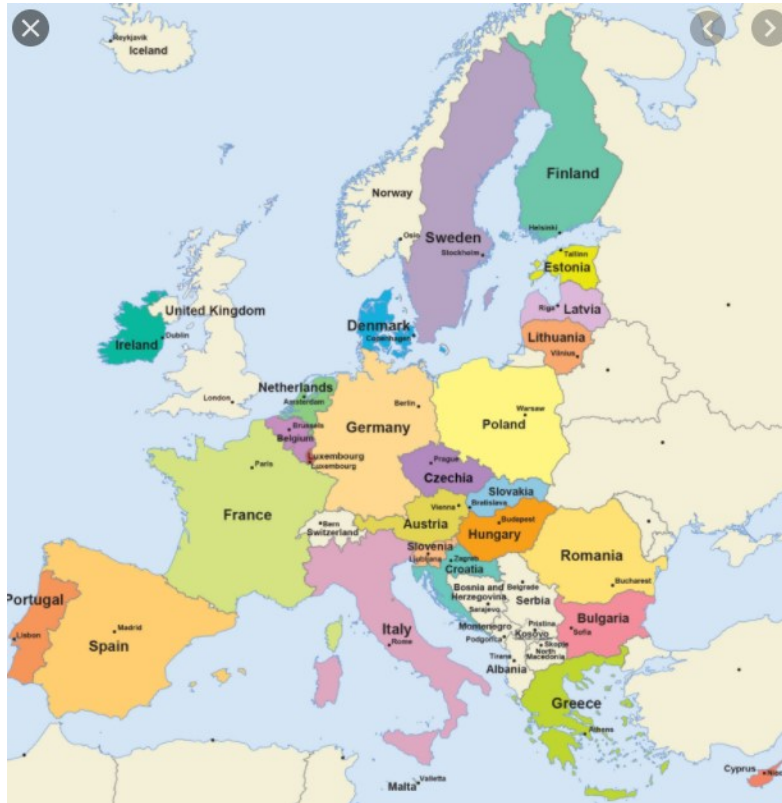 Reykjavik
Iceland
Norway
Oslo
Sweden
Stockholm
Finland
Helsinki
Tallinn
Estonia
Riga
Latvia
Lithuania
Vilnius
United Kingdom
Dublin
Ireland
London
Denmark
Copenhagen
Netherlands
Amsterdam
Brussels
Belgium
Luxembourg
Luxembourg
Berlin
Germany
Warsaw
Poland
Prague
Czechia
Slovakia
Bratislava
Vienna
Austria
Budapest
Hungary
Paris
France
Bern
Switzerland
Slovenia
Ljubljana
Zagreb
Croatia
Romania
Bucharest
Bosnia and
Herzegovina
Sarajevo
Belgrade
Serbia
Montenegro
Podgorica
Pristina
Kosovo
Skopje
North
Macedonia
Tirana
Albania
Bulgaria
Sofia
Portugal
Lisbon
Madrid
Spain
Italy
Rome
Greece
Athens
Malta
Valletta
Cyprus